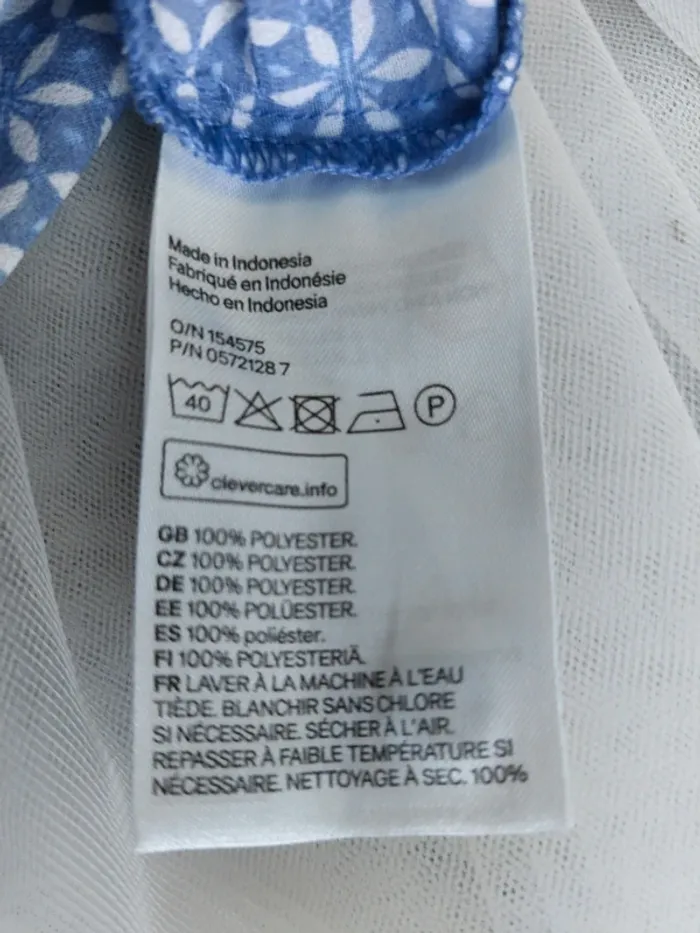 Made in Indonesia
Fabriqué en Indonésie
Hecho en Indonesia
O/N 154575
P/N 0572128 7
40
P
clevercare.info
GB 100% POLYESTER.
CZ 100% POLYESTER.
DE 100% POLYESTER.
EE 100% POLÜESTER.
ES 100% poliéster.
FI 100% POLYESTERIÄ.
FR LAVER À LA MACHINE À L'EAU
TIÈDE. BLANCHIR SANS CHLORE
SI NÉCESSAIRE. SÉCHER À L'AIR.
REPASSER À FAIBLE TEMPÉRATURE SI
NÉCESSAIRE. NETTOYAGE À SEC. 100%